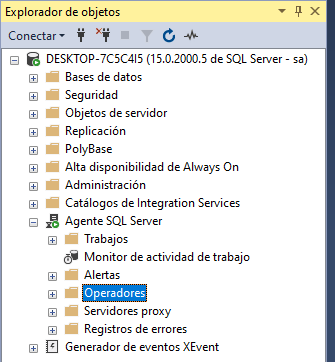 Explorador de objetos
Conectar
DESKTOP-7C5C4I5 (15.0.2000.5 de SQL Server - sa)
Bases de datos
Seguridad
Objetos de servidor
Replicación
PolyBase
Alta disponibilidad de Always On
Administración
Catálogos de Integration Services
Agente SQL Server
Trabajos
Monitor de actividad de trabajo
Alertas
Operadores
Servidores proxy
Registros de errores
Generador de eventos XEvent